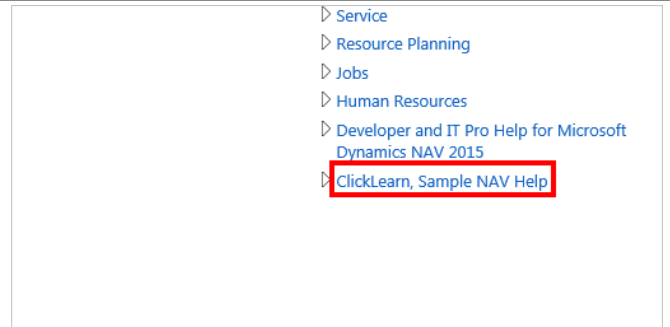 Service
Resource Planning
Jobs
Human Resources
Developer and IT Pro Help for Microsoft
Dynamics NAV 2015
ClickLearn, Sample NAV Help